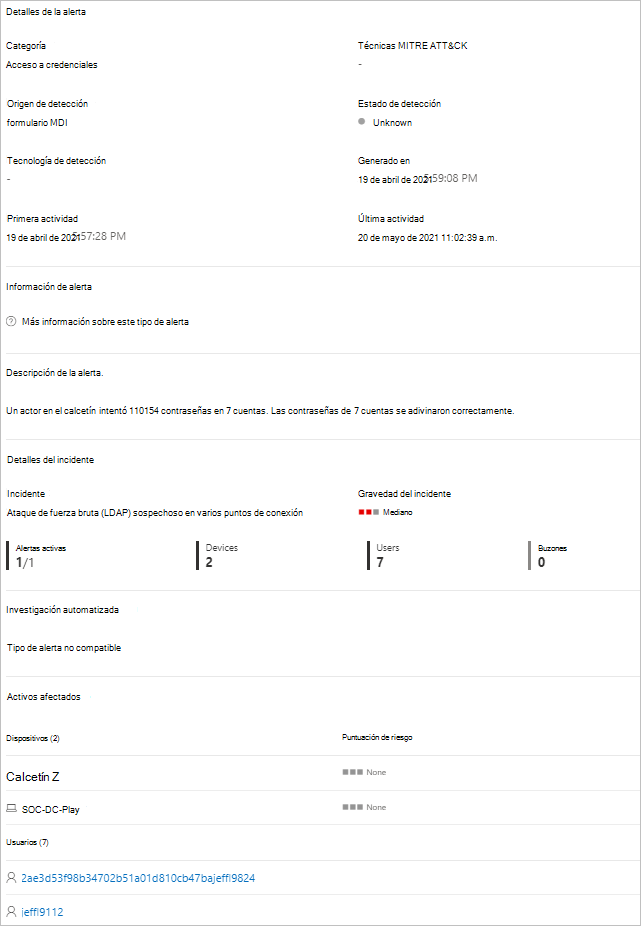 Detalles de la alerta
Categoría
Técnicas MITRE ATT&CK
Acceso a credenciales
-
Origen de detección
Estado de detección
formulario MDI
Unknown
Tecnología de detección
Generado en
-
19 de abril de 2021 5:59:08 PM
Primera actividad
Última actividad
19 de abril de 2021 5:57:28 PM
20 de mayo de 2021 11:02:39 a.m.
Información de alerta
Más información sobre este tipo de alerta
Descripción de la alerta.
Un actor en el calcetín intentó 110154 contraseñas en 7 cuentas. Las contraseñas de 7 cuentas se adivinaron correctamente.
Detalles del incidente
Incidente
Gravedad del incidente
Ataque de fuerza bruta (LDAP) sospechoso en varios puntos de conexión
Mediano
Alertas activas
Devices
Users
Buzones
1/1
2
7
0
Investigación automatizada
Tipo de alerta no compatible
Activos afectados
Dispositivos (2)
Puntuación de riesgo
Calcetín Z
None
SOC-DC-Play
None
Usuarios (7)
2ae3d53f98b34702b51a01d810cb47bajeffl9824
jeffl9112